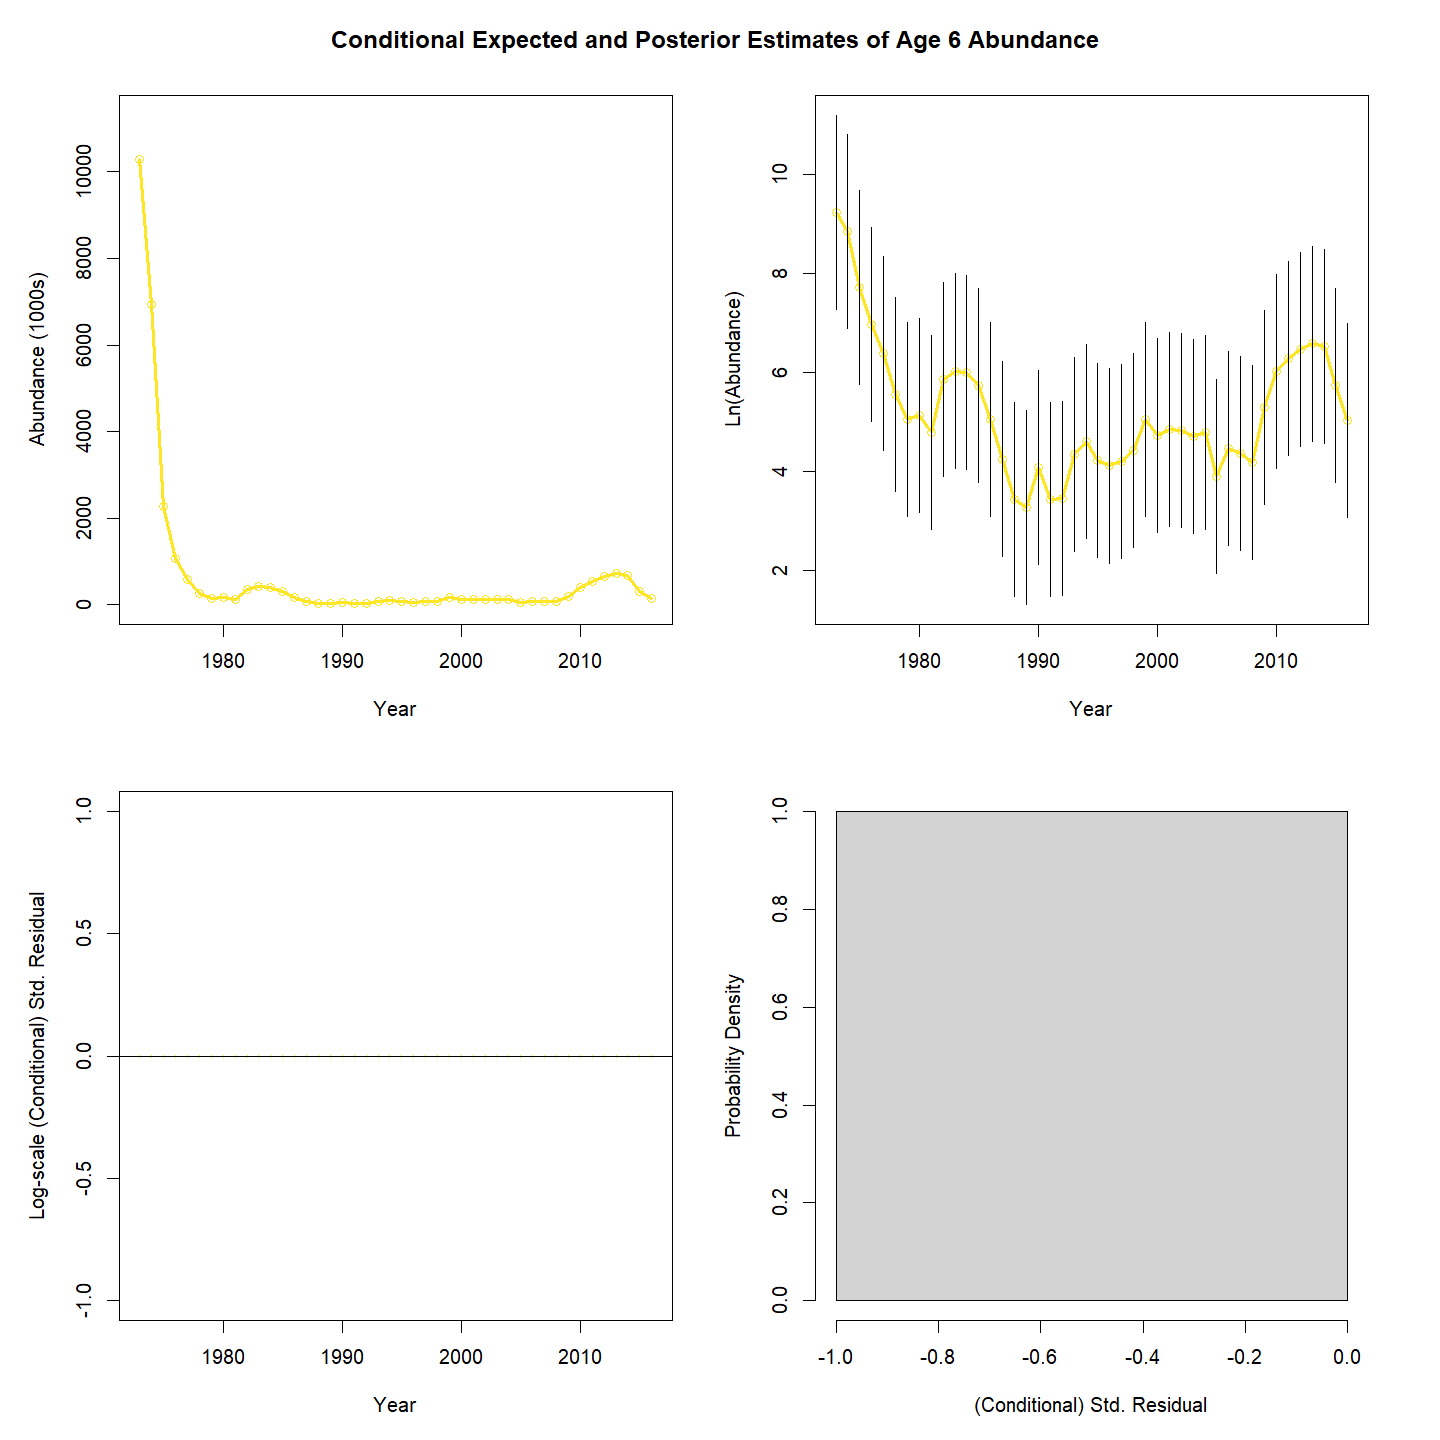 Conditional Expected and Posterior Estimates of Age 6 Abundance
Abundance (1000s)
10000
8000
6000
4000
2000
0
1980 1990 2000 2010
Year
Ln(Abundance)
10
8
6
4
2
1980 1990 2000 2010
Year
Log-scale (Conditional) Std. Residual
1.0
0.5
0.0
-0.5
-1.0
1980 1990 2000 2010
Year
Probability Density
1.0
0.8
0.6
0.4
0.2
0.0
-1.0 -0.8 -0.6 -0.4 -0.2 0.0
(Conditional) Std. Residual